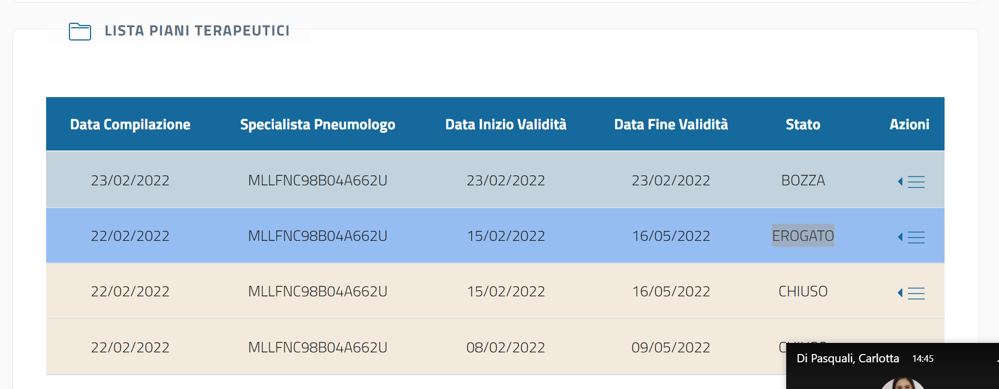 LISTA PIANI TERAPEUTICI
Data Compilazione Specialista Pneumologo Data Inizio Validità Data Fine Validità Stato Azioni
23/02/2022 MLLFNC98B04A662U 23/02/2022 23/02/2022 BOZZA
22/02/2022 MLLFNC98B04A662U 15/02/2022 16/05/2022 EROGATO
22/02/2022 MLLFNC98B04A662U 15/02/2022 16/05/2022 CHIUSO
22/02/2022 MLLFNC98B04A662U 08/02/2022 09/05/2022
Di Pasquali, Carlotta 14:45